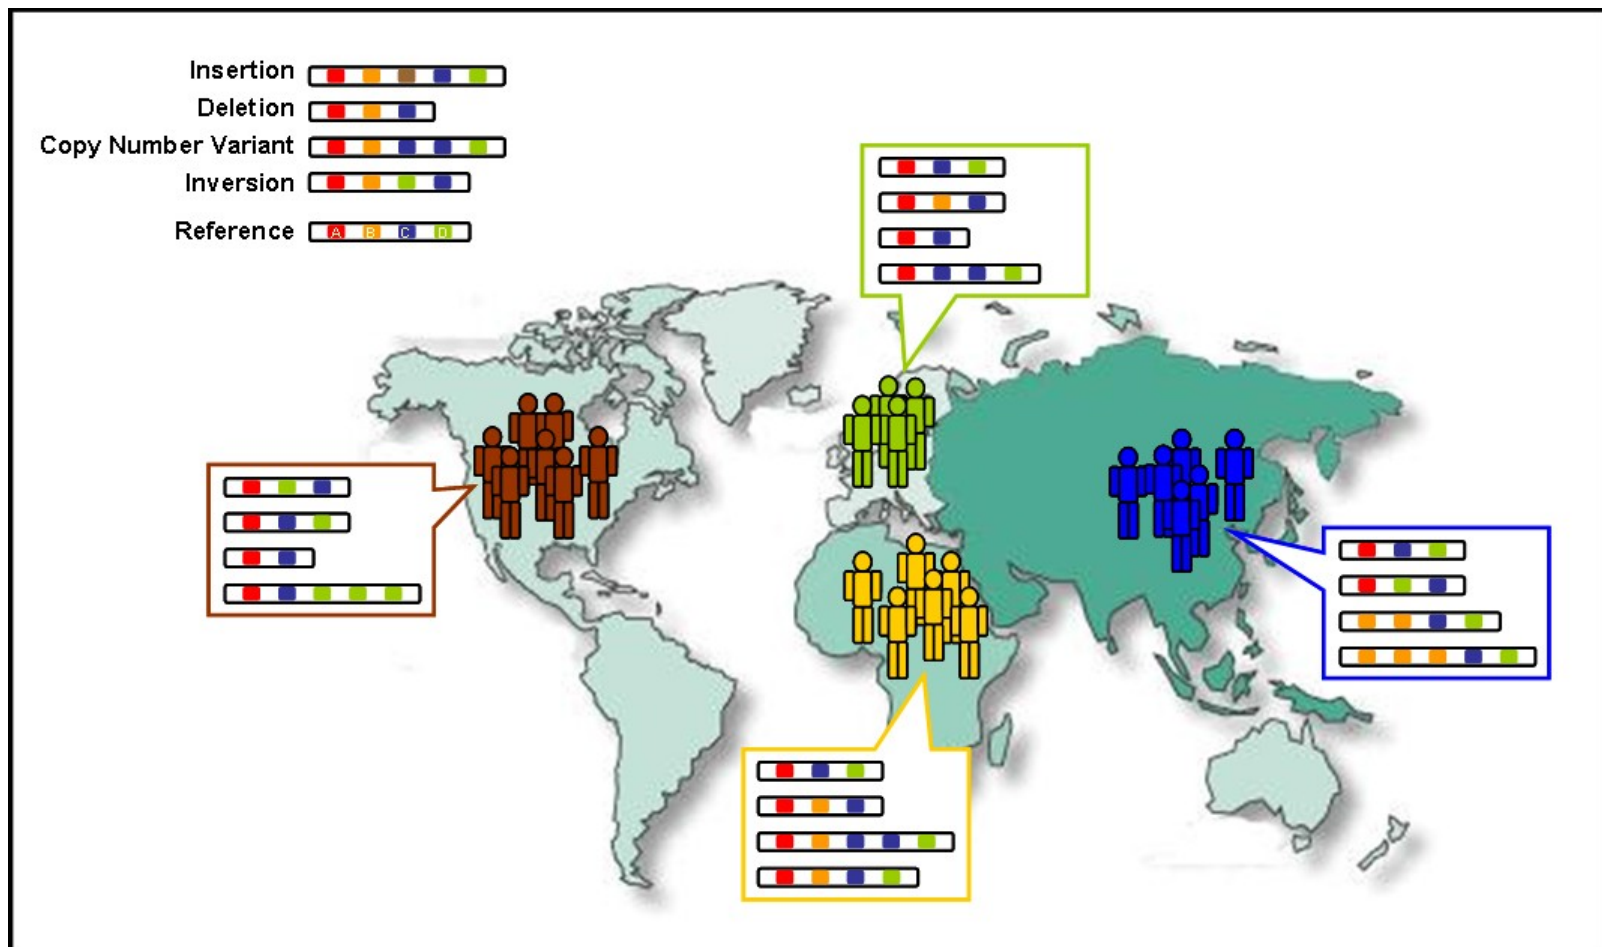 Insertion
Deletion
Copy Number Variant
Inversion
Reference A B C D